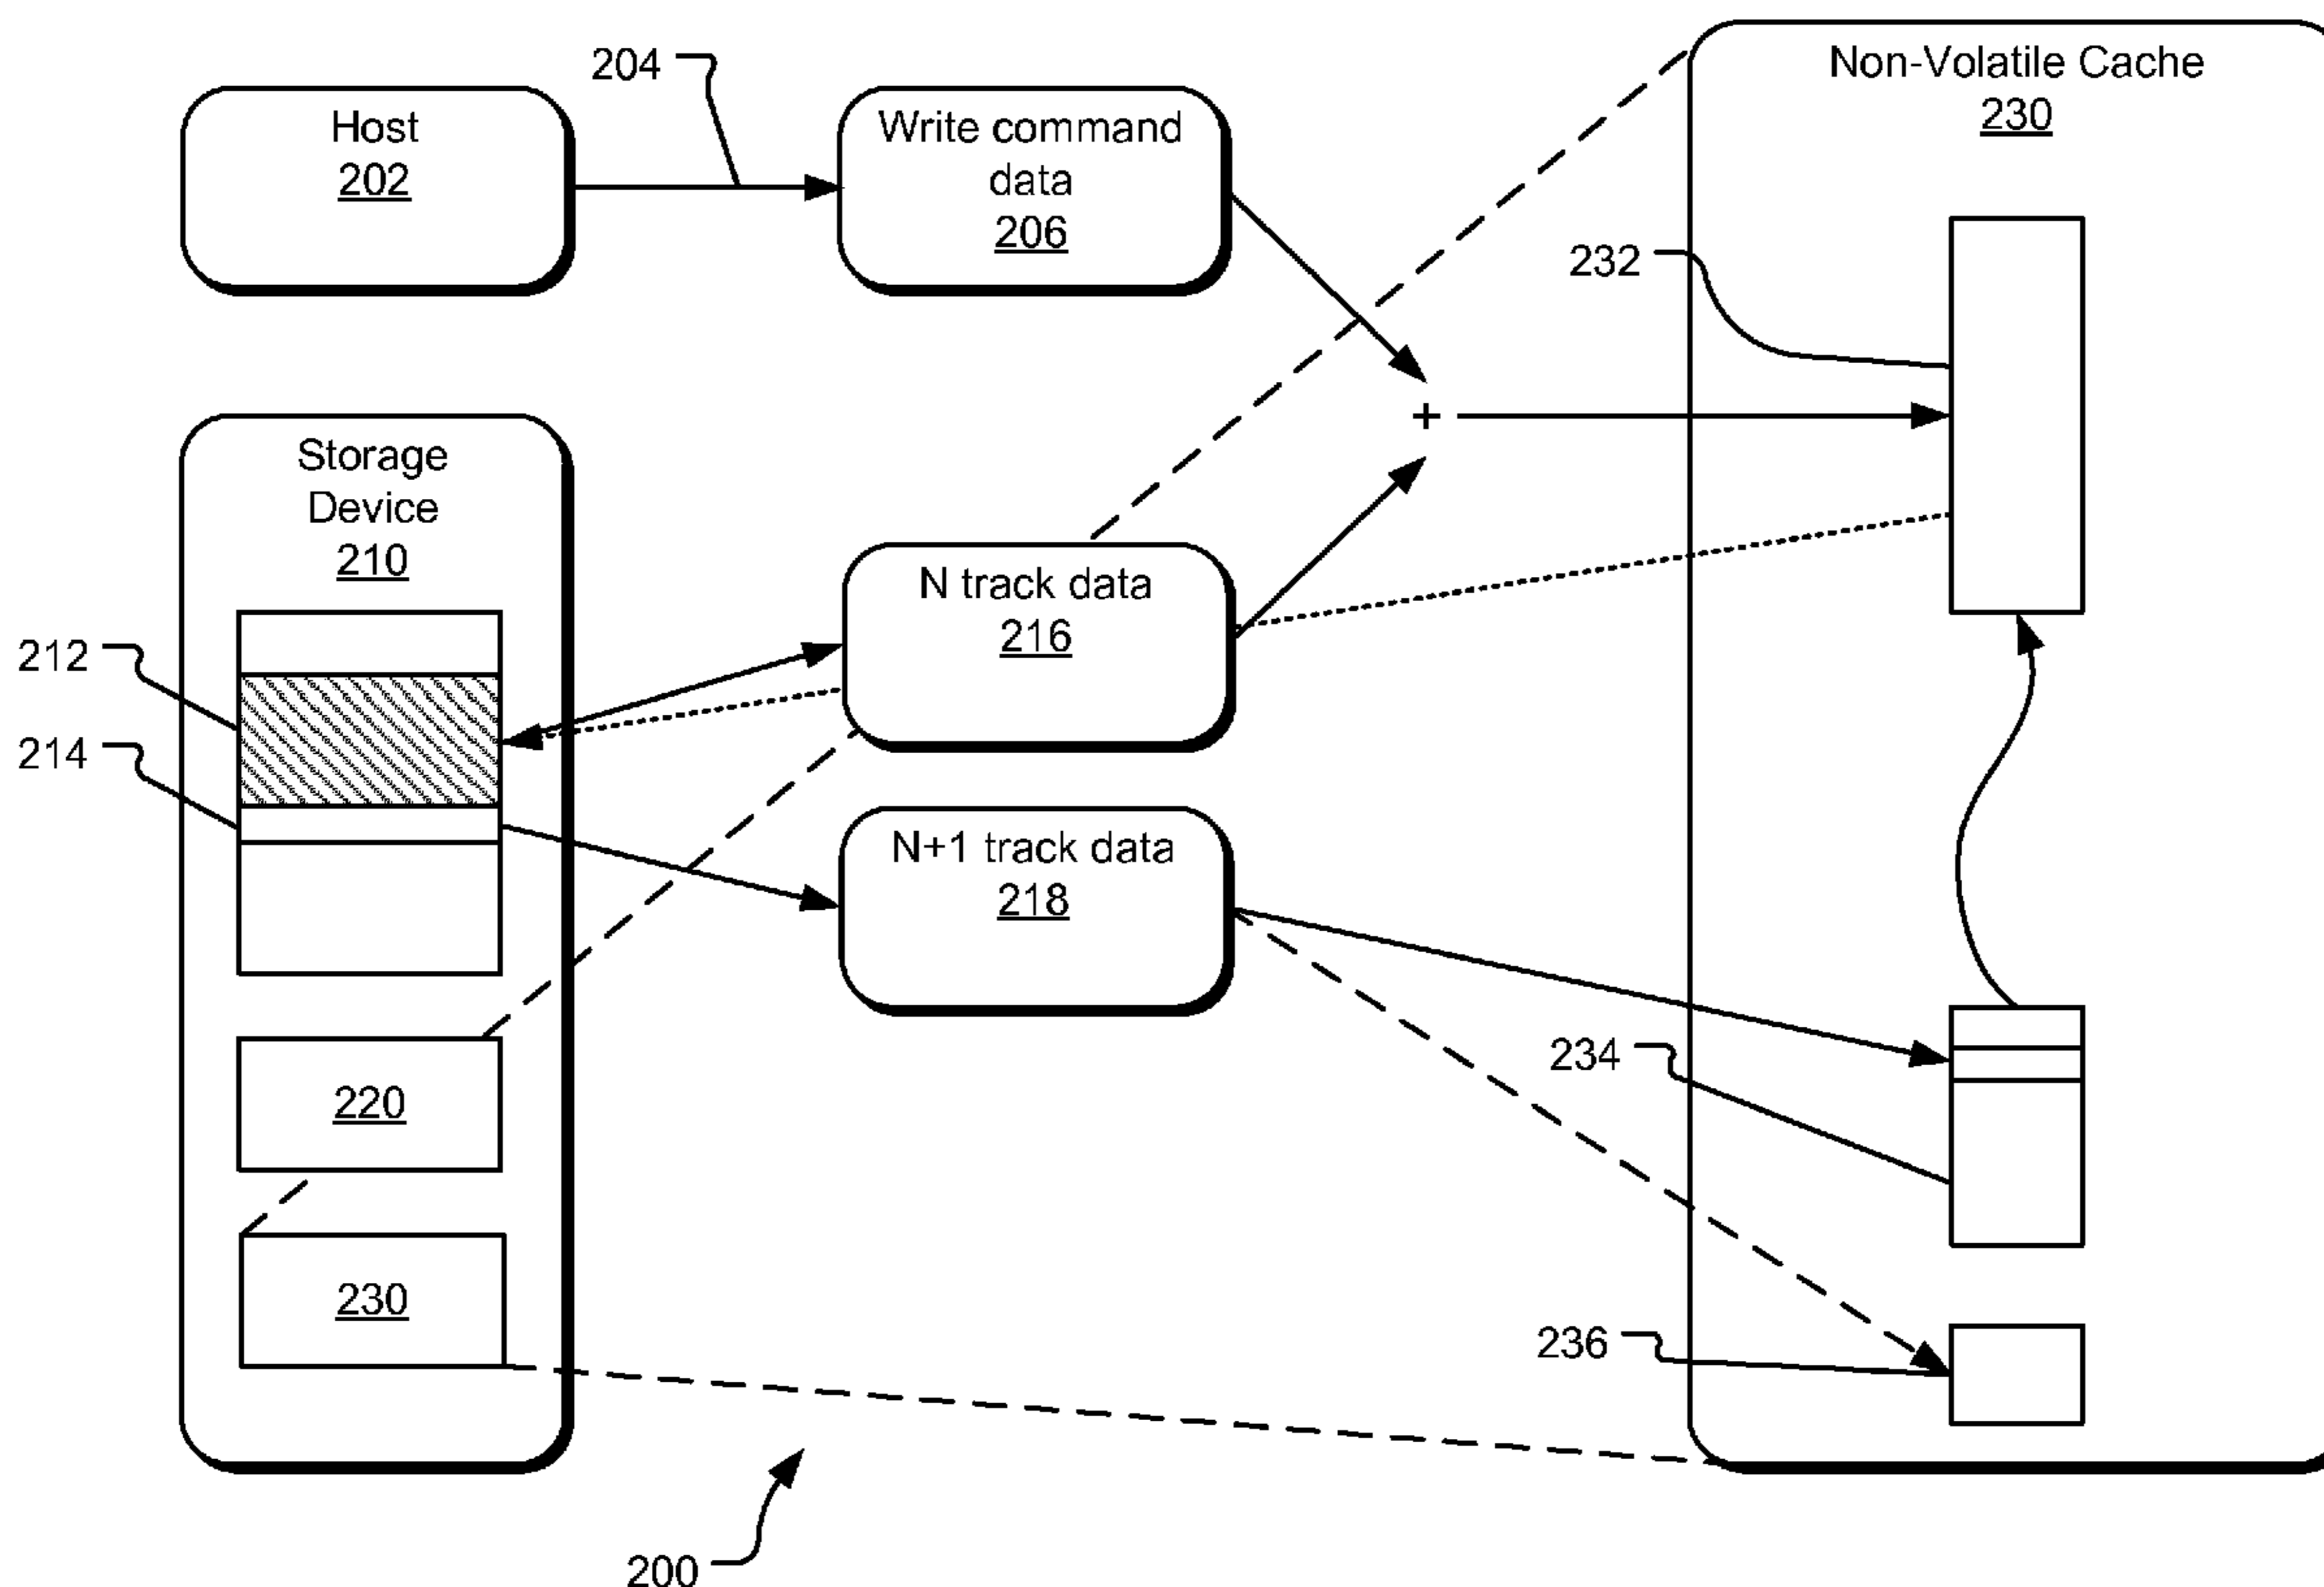 204
Host
202
Write command
data
206
Non-Volatile Cache
230
232
Storage
Device
210
212
214
N track data
216
N+1 track data
218
220
230
234
236
200